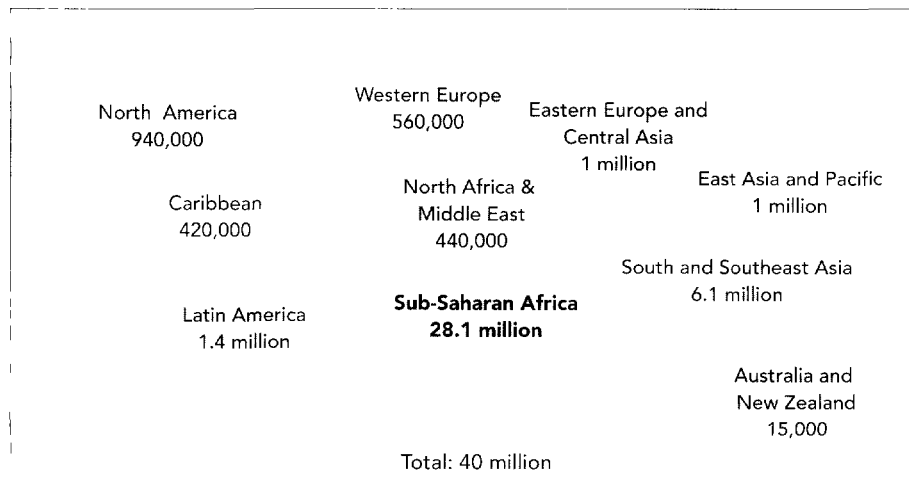 North America
940,000
Western Europe
560,000
Eastern Europe and
Central Asia
1 million
East Asia and Pacific
1 million
Caribbean
420,000
North Africa &
Middle East
440,000
South and Southeast Asia
6.1 million
Latin America
1.4 million
Sub-Saharan Africa
28.1 million
Australia and
New Zealand
15,000
Total: 40 million